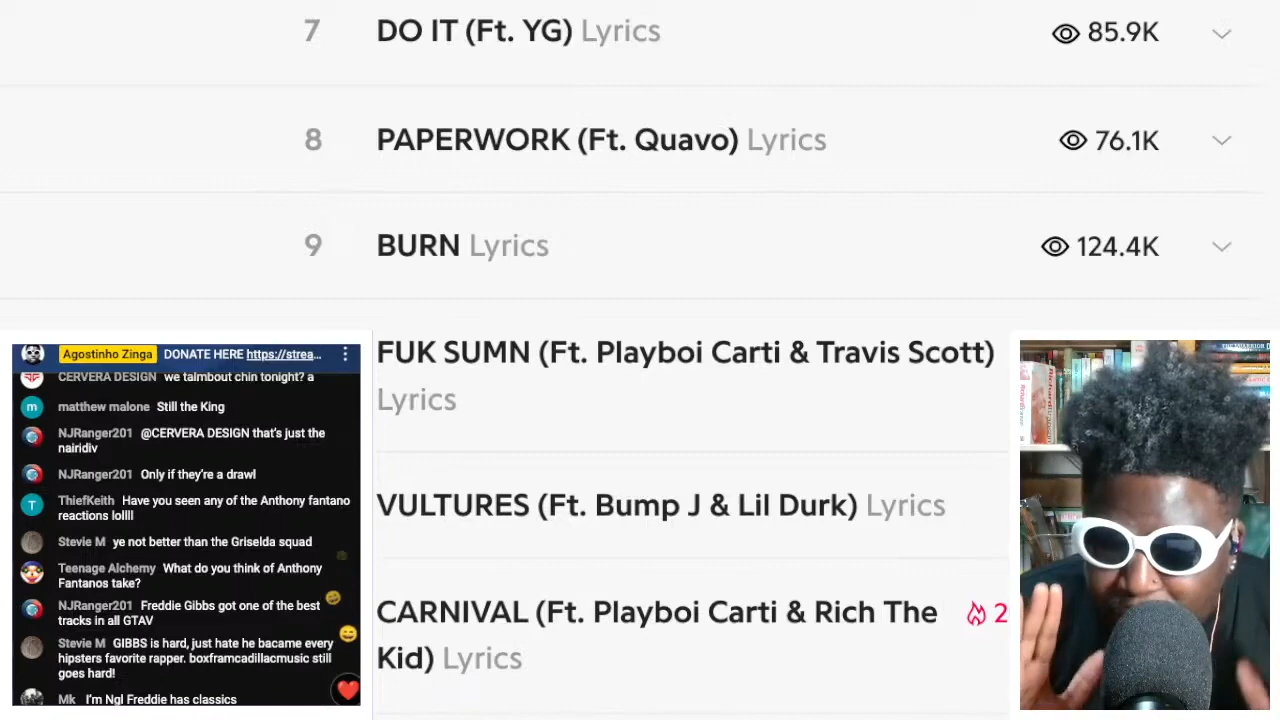 7 DO IT (Ft. YG) Lyrics 85.9K
8 PAPERWORK (Ft. Quavo) Lyrics 76.1K
9 BURN Lyrics 124.4K
FUK SUMN (Ft. Playboi Carti & Travis Scott)
Lyrics
VULTURES (Ft. Bump J & Lil Durk) Lyrics
CARNIVAL (Ft. Playboi Carti & Rich The 2
Kid) Lyrics
Agostinho Zinga DONATE HERE https://strea...
CERVERA DESIGN we talmbout chin tonight? a
matthew malone Still the King
NJRanger201 @CERVERA DESIGN that's just the
nairidiv
NJRanger201 Only if they're a drawl
ThiefKeith Have you seen any of the Anthony fantano
reactions lollll
Stevie M ye not better than the Griselda squad
Teenage Alchemy What do you think of Anthony
Fantanos take?
NJRanger201 Freddie Gibbs got one of the best
tracks in all GTAV
Stevie M GIBBS is hard, just hate he bacame every
hipsters favorite rapper. boxframcadillacmusic still
goes hard!
Mk I'm Ngl Freddie has classics